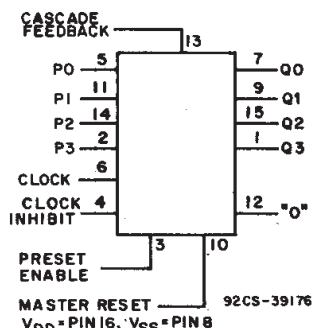 CASCADE
FEEDBACK
13
P0 5
7 Q0
P1 11
9 Q1
P2 14
15 Q2
P3 2
1 Q3
CLOCK 6
CLOCK
INHIBIT 4
12 "0"
3
10
PRESET
ENABLE
MASTER RESET
92CS-39176
VDD = PIN 16, VSS = PIN 8